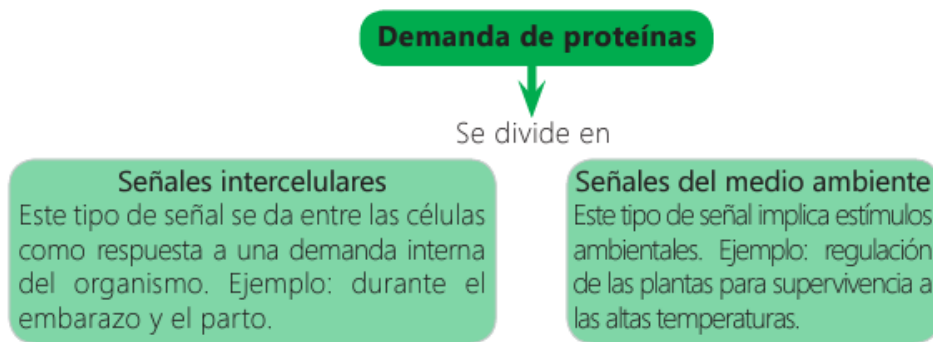 Demanda de proteínas
Se divide en
Señales intercelulares
Este tipo de señal se da entre las células
como respuesta a una demanda interna
del organismo. Ejemplo: durante el
embarazo y el parto.
Señales del medio ambiente
Este tipo de señal implica estímulos
ambientales. Ejemplo: regulación
de las plantas para supervivencia a
las altas temperaturas.